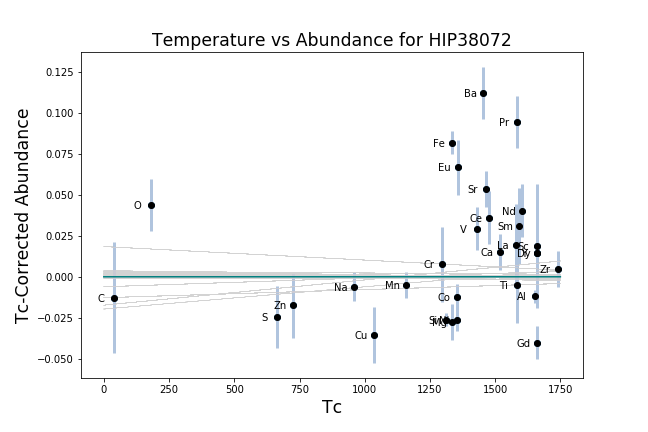 Temperature vs Abundance for HIP38072
Tc-Corrected Abundance
0.125
0.100
0.075
0.050
0.025
0.000
−0.025
−0.050
Ba
Pr
Fe
Eu
Sr
O
Nd
Ce
Sm
V
La
Sc
Ca
Dy
Cr
Zr
Na
Mn
Ti
C
Co
Al
Zn
S
Mg
Cu
Gd
0
250
500
750
1000
1250
1500
1750
Tc